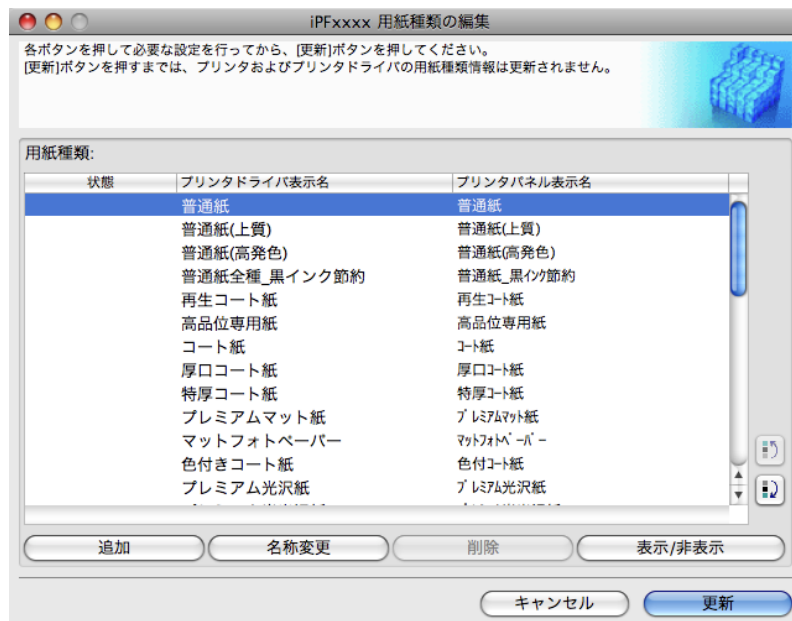 iPFxxxx 用紙種類の編集
各ボタンを押して必要な設定を行ってから、[更新]ボタンを押してください。
[更新]ボタンを押すまでは、プリンタおよびプリンタドライバの用紙種類情報は更新されません。
用紙種類:
状態 プリンタドライバ表示名 プリンタパネル表示名
普通紙 普通紙
普通紙(上質) 普通紙(上質)
普通紙(高発色) 普通紙(高発色)
普通紙全種_黒インク節約 普通紙_黒ｲﾝｸ節約
再生コート紙 再生ｺｰﾄ紙
高品位専用紙 高品位専用紙
コート紙 ｺｰﾄ紙
厚口コート紙 厚口ｺｰﾄ紙
特厚コート紙 特厚ｺｰﾄ紙
プレミアムマット紙 ﾌﾟﾚﾐｱﾑﾏｯﾄ紙
マットフォトペーパー ﾏｯﾄﾌｫﾄﾍﾟｰﾊﾟｰ
色付きコート紙 色付ｺｰﾄ紙
プレミアム光沢紙 ﾌﾟﾚﾐｱﾑ光沢紙
追加 名称変更 削除 表示/非表示
キャンセル 更新